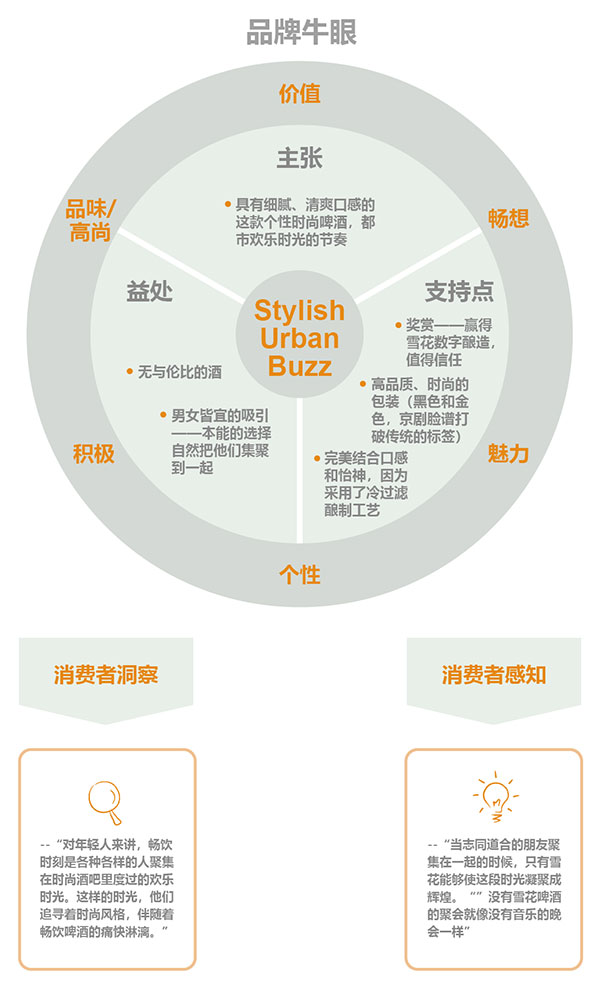 品牌牛眼
价值
主张
品味/
高尚
畅想
• 具有细腻、清爽口感的
这款个性时尚啤酒，都
市欢乐时光的节奏
益处
支持点
Stylish
Urban
Buzz
• 无与伦比的酒
• 男女皆宜的吸引
——本能的选择
自然把他们集聚
到一起
• 奖赏——赢得
雪花数字酿造，
值得信任
• 高品质、时尚的
包装（黑色和金
色，京剧脸谱打
破传统的标签）
• 完美结合口感
和怡神，因为
采用了冷过滤
酿制工艺
积极
魅力
个性
消费者洞察
消费者感知
--“对年轻人来讲，畅饮
时刻是各种各样的人聚集
在时尚酒吧里度过的欢乐
时光。这样的时光，他们
追寻着时尚风格，伴随着
畅饮啤酒的痛快淋漓。”
--“当志同道合的朋友聚
集在一起的时候，只有雪
花能够使这段时光凝聚成
辉煌。“”没有雪花啤酒
的聚会就像没有音乐的晚
会一样”